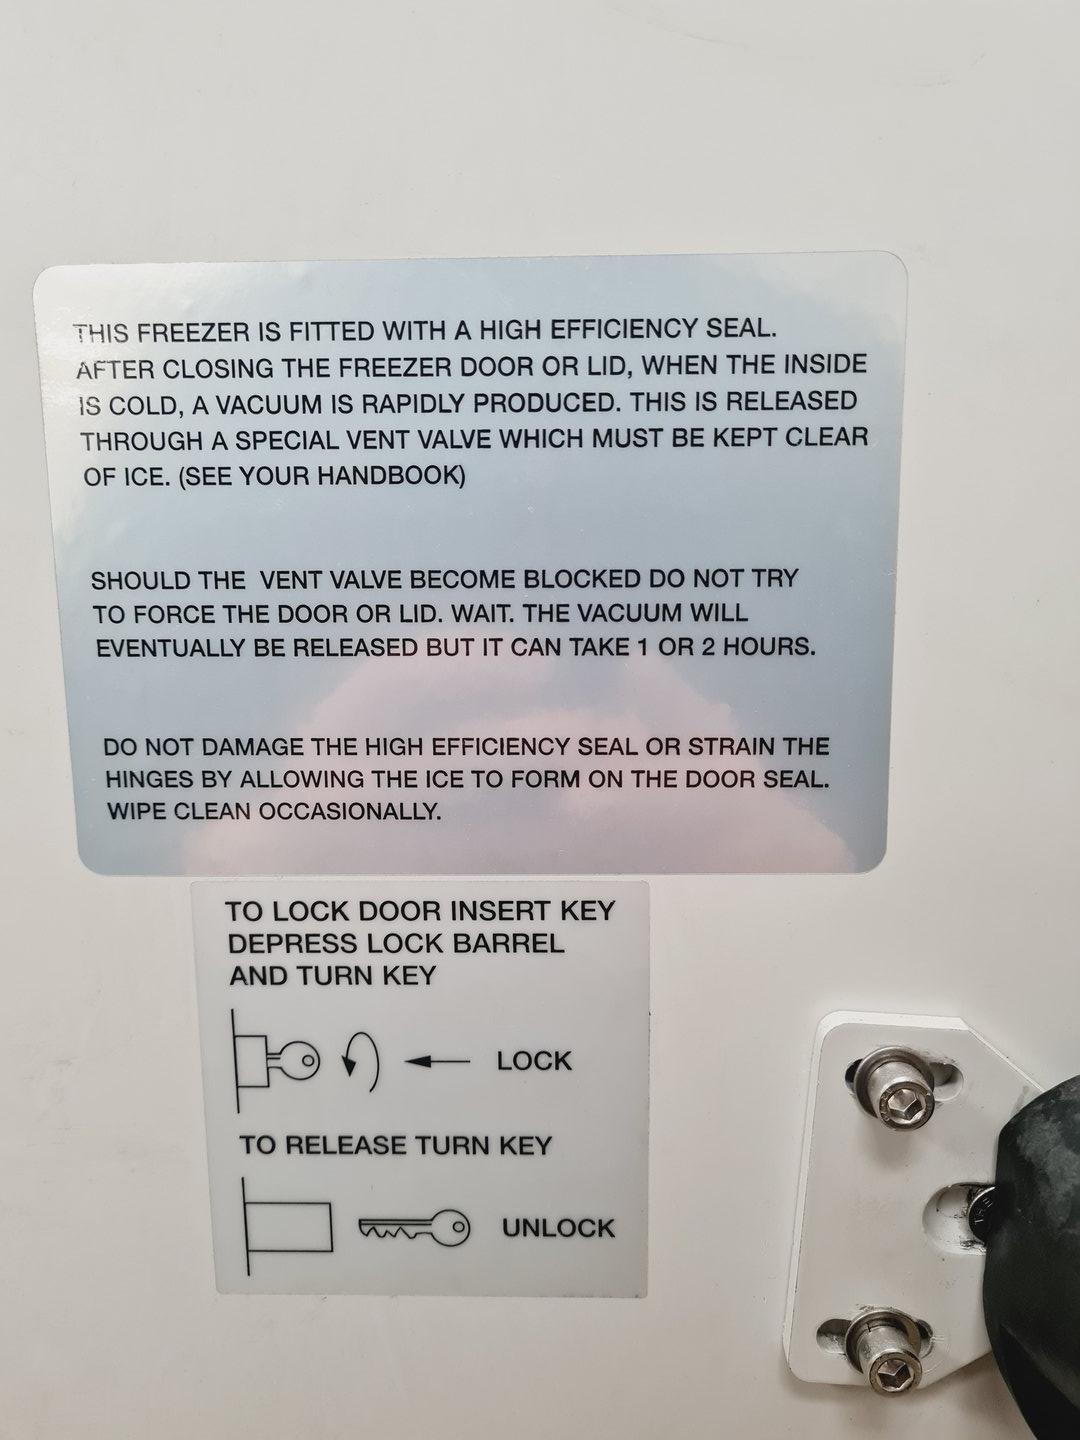 THIS FREEZER IS FITTED WITH A HIGH EFFICIENCY SEAL.
AFTER CLOSING THE FREEZER DOOR OR LID, WHEN THE INSIDE
IS COLD, A VACUUM IS RAPIDLY PRODUCED. THIS IS RELEASED
THROUGH A SPECIAL VENT VALVE WHICH MUST BE KEPT CLEAR
OF ICE. (SEE YOUR HANDBOOK)
SHOULD THE VENT VALVE BECOME BLOCKED DO NOT TRY
TO FORCE THE DOOR OR LID. WAIT. THE VACUUM WILL
EVENTUALLY BE RELEASED BUT IT CAN TAKE 1 OR 2 HOURS.
DO NOT DAMAGE THE HIGH EFFICIENCY SEAL OR STRAIN THE
HINGES BY ALLOWING THE ICE TO FORM ON THE DOOR SEAL.
WIPE CLEAN OCCASIONALLY.
TO LOCK DOOR INSERT KEY
DEPRESS LOCK BARREL
AND TURN KEY
LOCK
TO RELEASE TURN KEY
UNLOCK